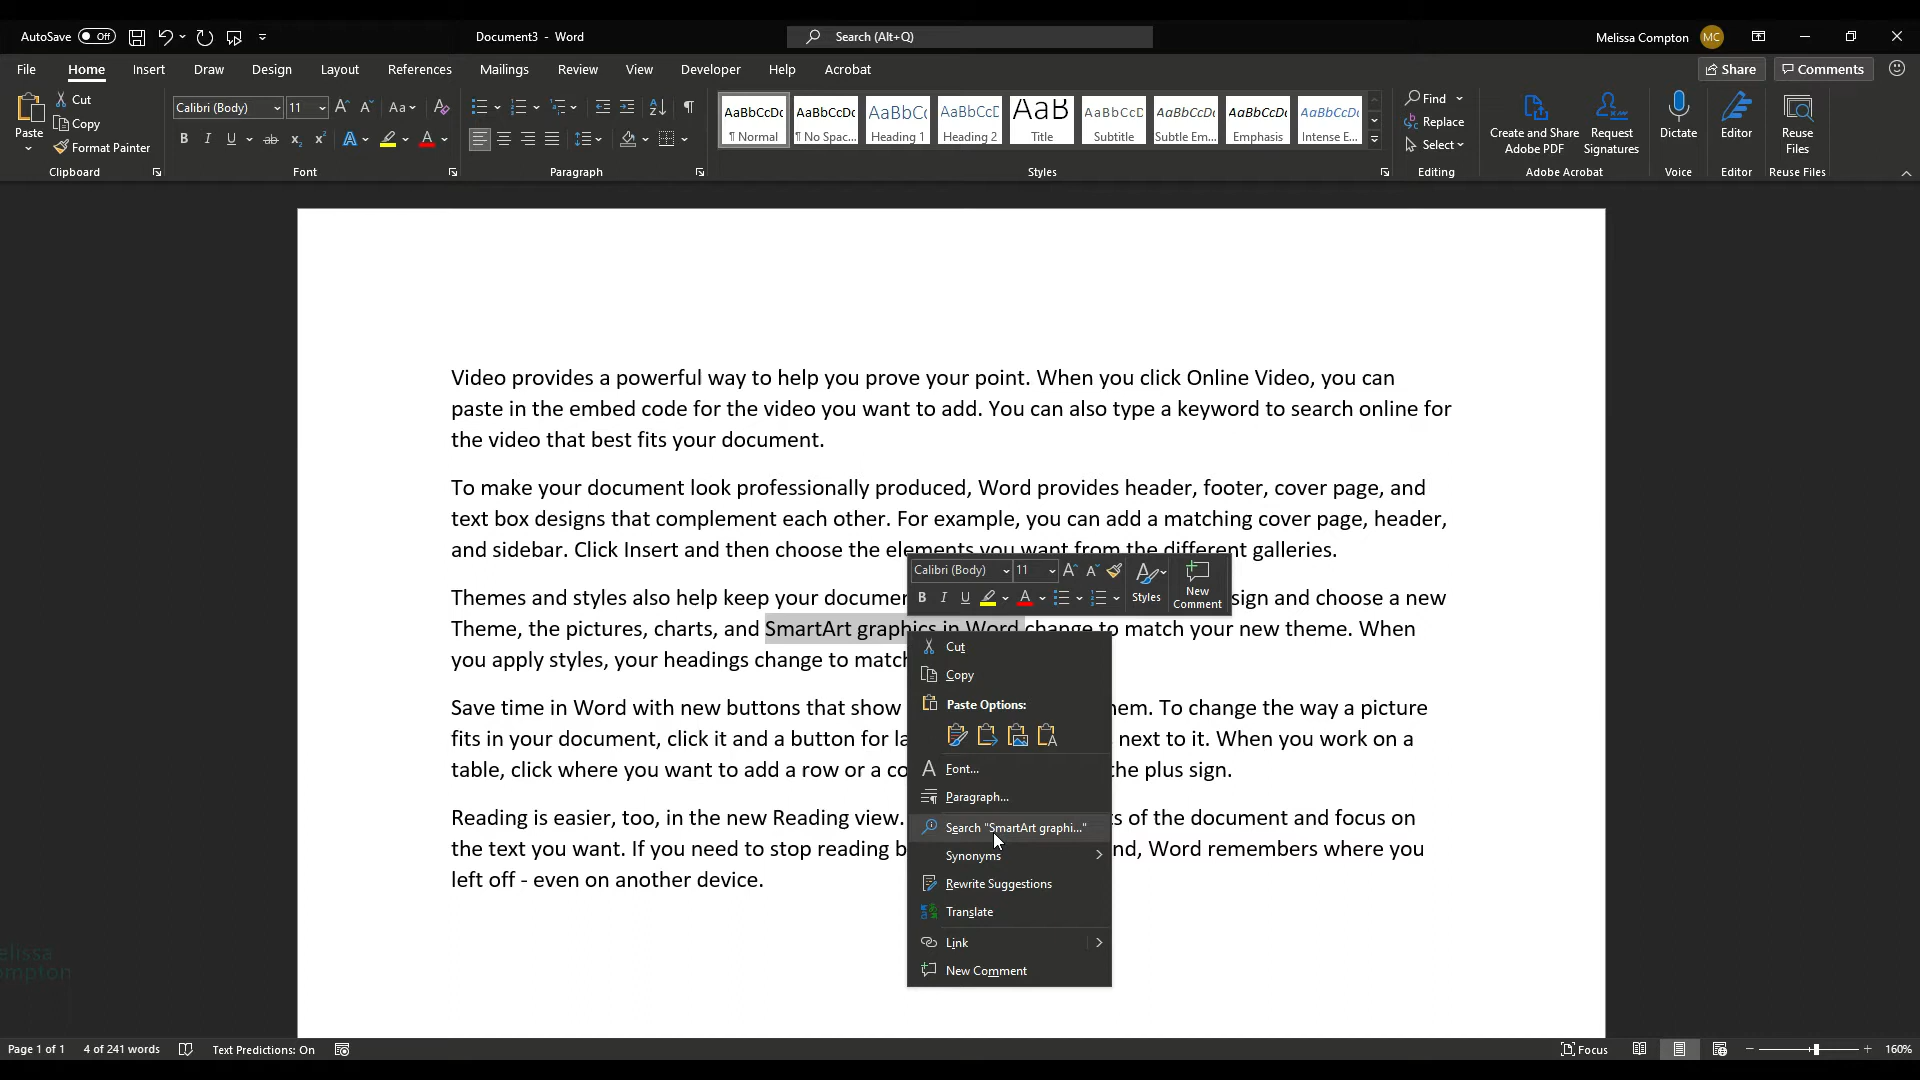 AutoSave Off
Document3 - Word
Search (Alt+Q)
Melissa Compton MC
File Home Insert Draw Design Layout References Mailings Review View Developer Help Acrobat
Share Comments
Paste
Cut
Copy
Format Painter
Clipboard
Calibri (Body) 11
Font
Paragraph
AaBbCcDc AaBbCcDc AaBbC AaBbCcD AaB AaBbCcD AaBbCcDc AaBbCcDc AaBbCcDc
¶ Normal ¶ No Spac... Heading 1 Heading 2 Title Subtitle Subtle Em... Emphasis Intense E...
Styles
Find
Replace
Select
Editing
Create and Share
Adobe PDF
Request
Signatures
Adobe Acrobat
Dictate
Voice
Editor
Editor
Reuse
Files
Reuse Files
Video provides a powerful way to help you prove your point. When you click Online Video, you can
paste in the embed code for the video you want to add. You can also type a keyword to search online for
the video that best fits your document.
To make your document look professionally produced, Word provides header, footer, cover page, and
text box designs that complement each other. For example, you can add a matching cover page, header,
and sidebar. Click Insert and then choose the elements you want from the different galleries.
Themes and styles also help keep your documen sign and choose a new
Theme, the pictures, charts, and SmartArt graphics in Word change to match your new theme. When
you apply styles, your headings change to match
Save time in Word with new buttons that show hem. To change the way a picture
fits in your document, click it and a button for la next to it. When you work on a
table, click where you want to add a row or a co the plus sign.
Reading is easier, too, in the new Reading view. ts of the document and focus on
the text you want. If you need to stop reading b nd, Word remembers where you
left off - even on another device.
Calibri (Body) 11
Styles
New
Comment
Cut
Copy
Paste Options:
Font...
Paragraph...
Search "SmartArt graphi..."
Synonyms
Rewrite Suggestions
Translate
Link
New Comment
elissa
ompton
Page 1 of 1 4 of 241 words Text Predictions: On
Focus
160%